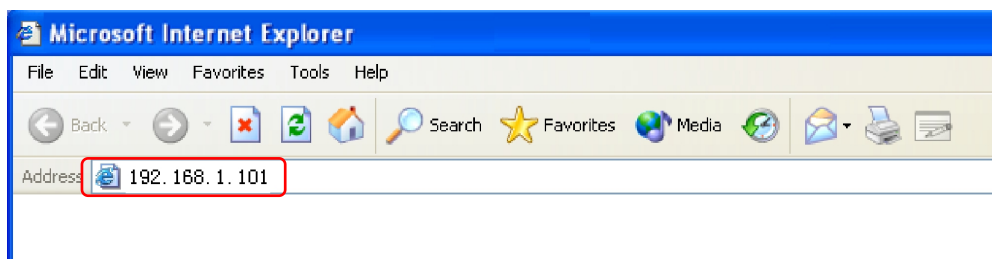 Microsoft Internet Explorer
File Edit View Favorites Tools Help
Back Search Favorites Media
Address 192.168.1.101